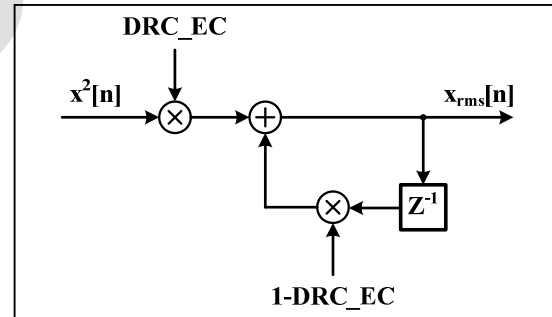 DRC_EC
x²[n]
xrms[n]
Z⁻¹
1-DRC_EC